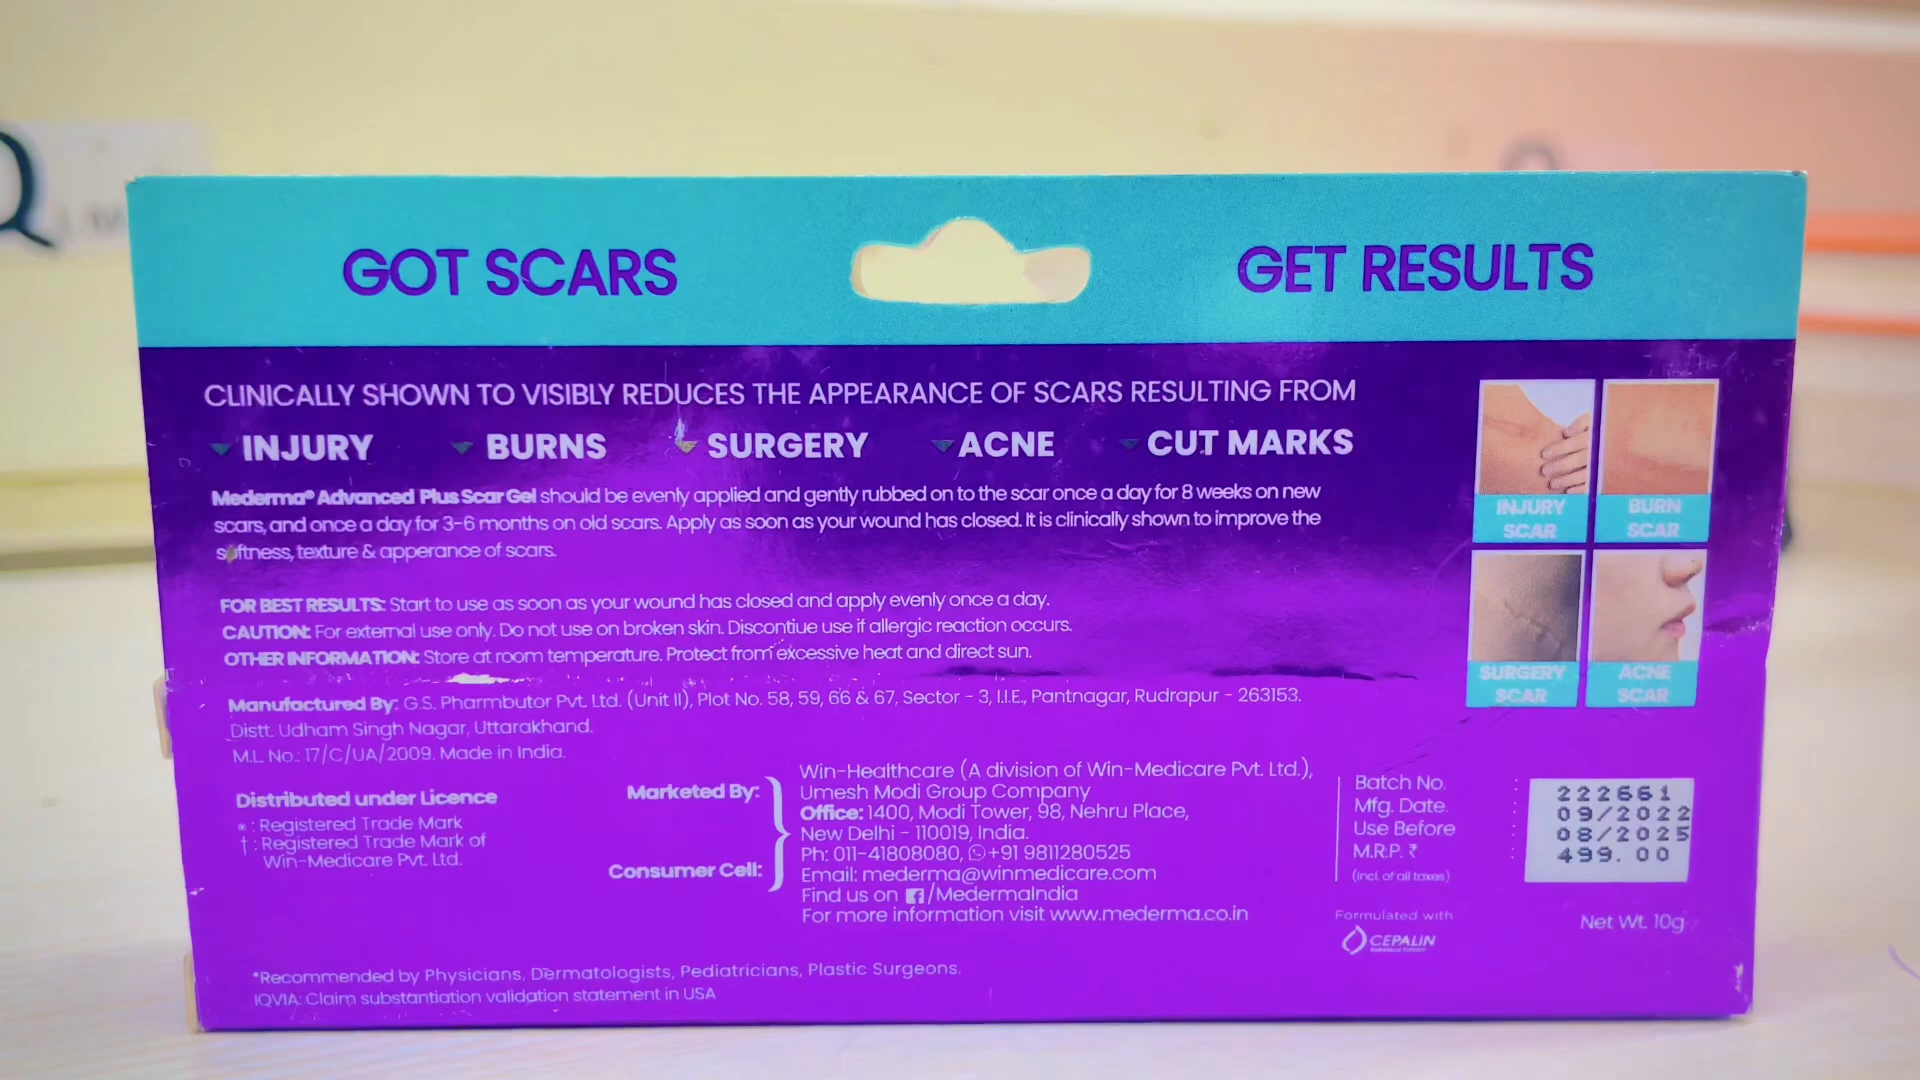 GOT SCARS
GET RESULTS
CLINICALLY SHOWN TO VISIBLY REDUCES THE APPEARANCE OF SCARS RESULTING FROM
INJURY BURNS SURGERY ACNE CUT MARKS
Mederma® Advanced Plus Scar Gel should be evenly applied and gently rubbed on to the scar once a day for 8 weeks on new
scars, and once a day for 3-6 months on old scars. Apply as soon as your wound has closed. It is clinically shown to improve the
softness, texture & apperance of scars.
FOR BEST RESULTS: Start to use as soon as your wound has closed and apply evenly once a day.
CAUTION: For external use only. Do not use on broken skin. Discontiue use if allergic reaction occurs.
OTHER INFORMATION: Store at room temperature. Protect from excessive heat and direct sun.
INJURY
SCAR
BURN
SCAR
SURGERY
SCAR
ACNE
SCAR
Manufactured By: G.S. Pharmbutor Pvt. Ltd. (Unit II), Plot No. 58, 59, 66 & 67, Sector - 3, I.I.E., Pantnagar, Rudrapur - 263153.
Distt. Udham Singh Nagar, Uttarakhand.
M.L. No.: 17/C/UA/2009. Made in India.
Distributed under Licence
® : Registered Trade Mark
† : Registered Trade Mark of
Win-Medicare Pvt. Ltd.
Marketed By:
Consumer Cell:
Win-Healthcare (A division of Win-Medicare Pvt. Ltd.),
Umesh Modi Group Company
Office: 1400, Modi Tower, 98, Nehru Place,
New Delhi - 110019, India.
Ph: 011-41808080, +91 9811280525
Email: mederma@winmedicare.com
Find us on /MedermaIndia
For more information visit www.mederma.co.in
Batch No. : 222661
Mfg. Date. : 09/2022
Use Before : 08/2025
M.R.P. ₹ : 499.00
(Incl. of all taxes)
Formulated with
CEPALIN
Net Wt. 10g
*Recommended by Physicians, Dermatologists, Pediatricians, Plastic Surgeons.
IQVIA: Claim substantiation validation statement in USA